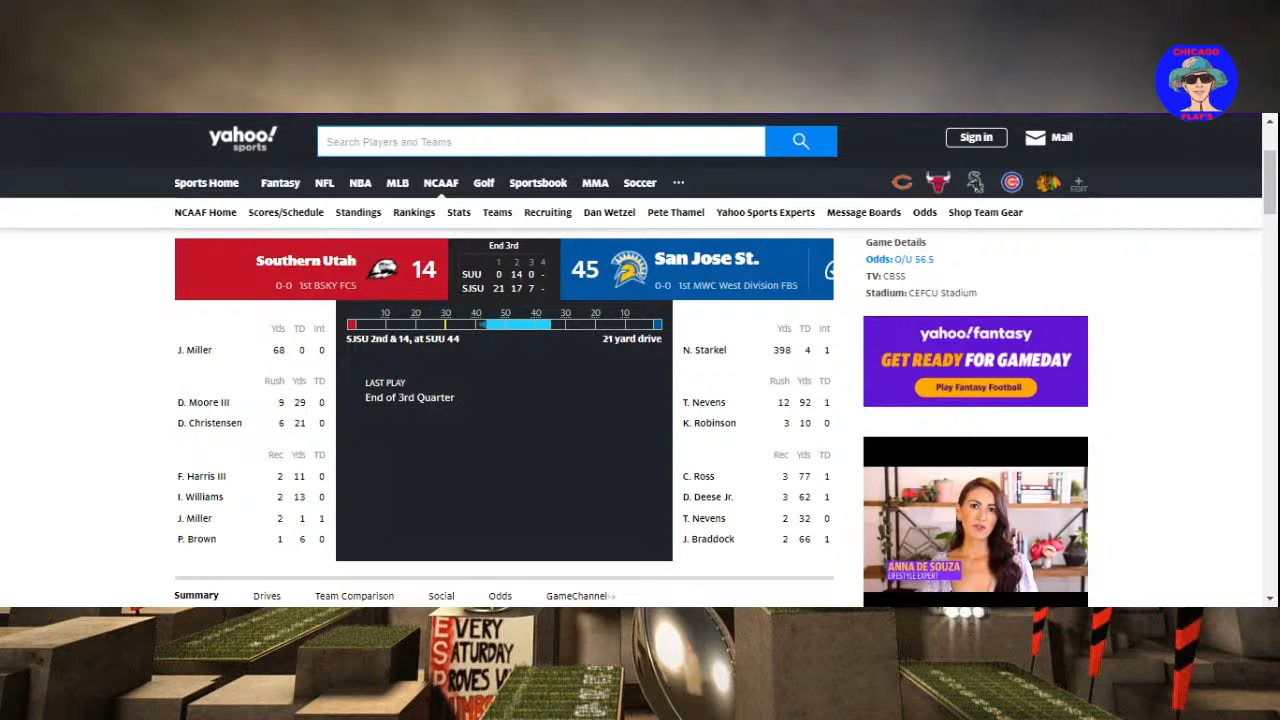 CHICAGO
PLAY'S
yahoo!
sports
Search Players and Teams
Sign in
Mail
Sports Home Fantasy NFL NBA MLB NCAAF Golf Sportsbook MMA Soccer ...
EDIT
NCAAF Home Scores/Schedule Standings Rankings Stats Teams Recruiting Dan Wetzel Pete Thamel Yahoo Sports Experts Message Boards Odds Shop Team Gear
Southern Utah
0-0 1st BSKY FCS
14
End 3rd
1 2 3 4
SUU 0 14 0 -
SJSU 21 17 7 -
45
San Jose St.
0-0 1st MWC West Division FBS
Game Details
Odds: O/U 56.5
TV: CBSS
Stadium: CEFCU Stadium
10 20 30 40 50 40 30 20 10
SJSU 2nd & 14, at SUU 44
21 yard drive
LAST PLAY
End of 3rd Quarter
Yds TD Int
J. Miller 68 0 0
Rush Yds TD
D. Moore III 9 29 0
D. Christensen 6 21 0
Rec Yds TD
F. Harris III 2 11 0
I. Williams 2 13 0
J. Miller 2 1 1
P. Brown 1 6 0
Yds TD Int
N. Starkel 398 4 1
Rush Yds TD
T. Nevens 12 92 1
K. Robinson 3 10 0
Rec Yds TD
C. Ross 3 77 1
D. Deese Jr. 3 62 1
T. Nevens 2 32 0
J. Braddock 2 66 1
yahoo!fantasy
GET READY FOR GAMEDAY
Play Fantasy Football
ANNA DE SOUZA
LIFESTYLE EXPERT
Summary Drives Team Comparison Social Odds GameChannel
EVERY
SATURDAY
PROVES